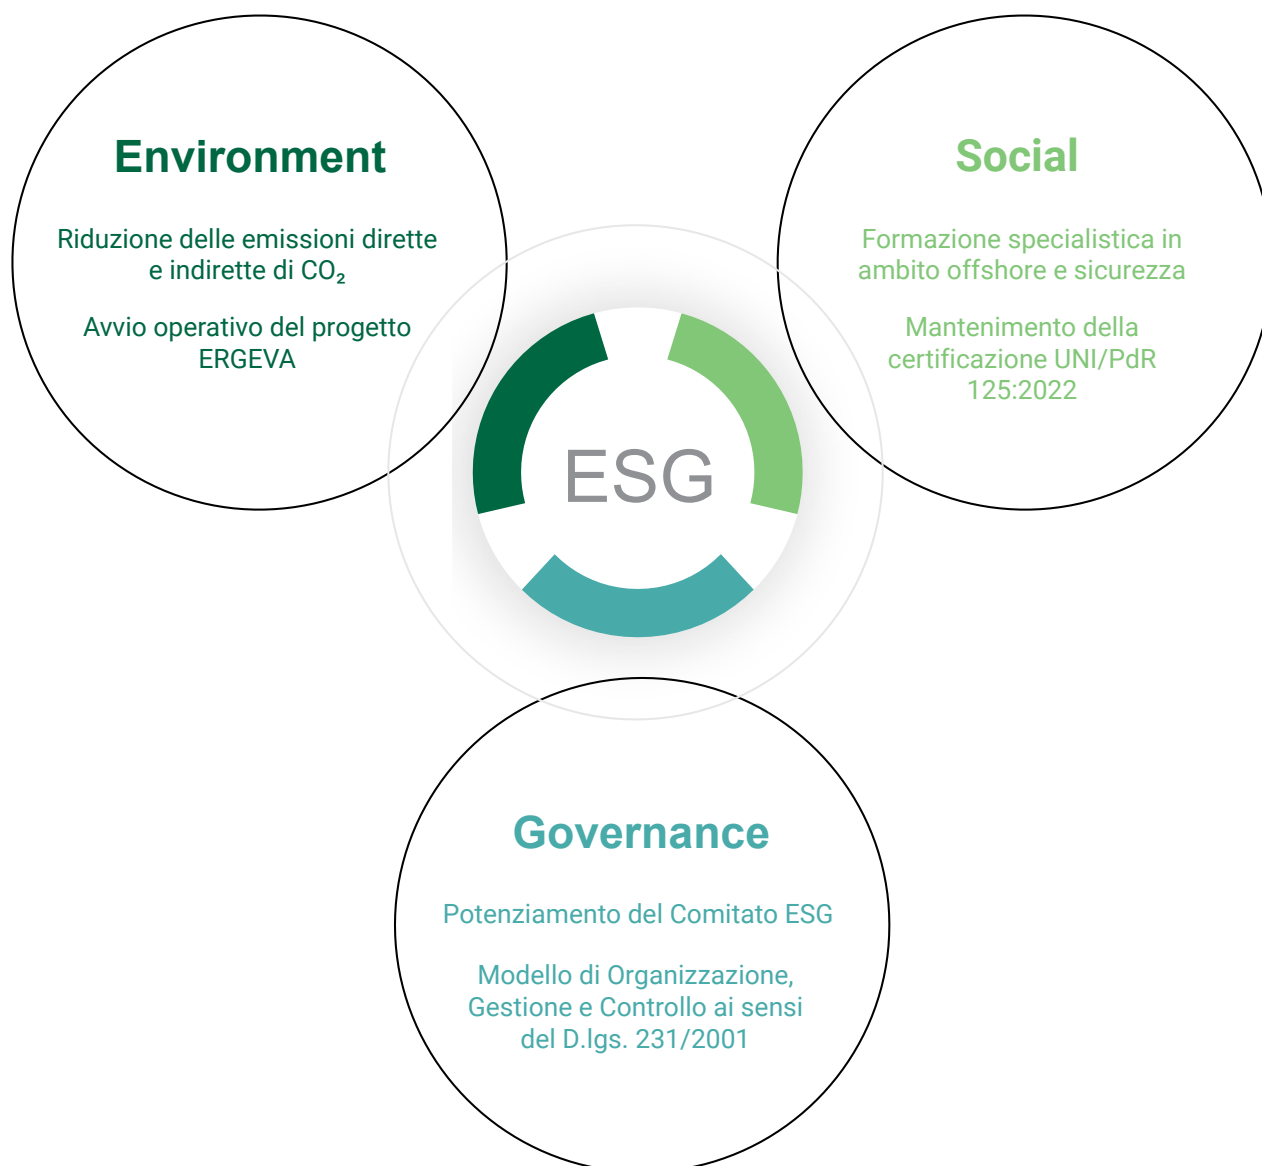 Environment
Riduzione delle emissioni dirette
e indirette di CO₂
Avvio operativo del progetto
ERGEVA
Social
Formazione specialistica in
ambito offshore e sicurezza
Mantenimento della
certificazione UNI/PdR
125:2022
ESG
Governance
Potenziamento del Comitato ESG
Modello di Organizzazione,
Gestione e Controllo ai sensi
del D.lgs. 231/2001